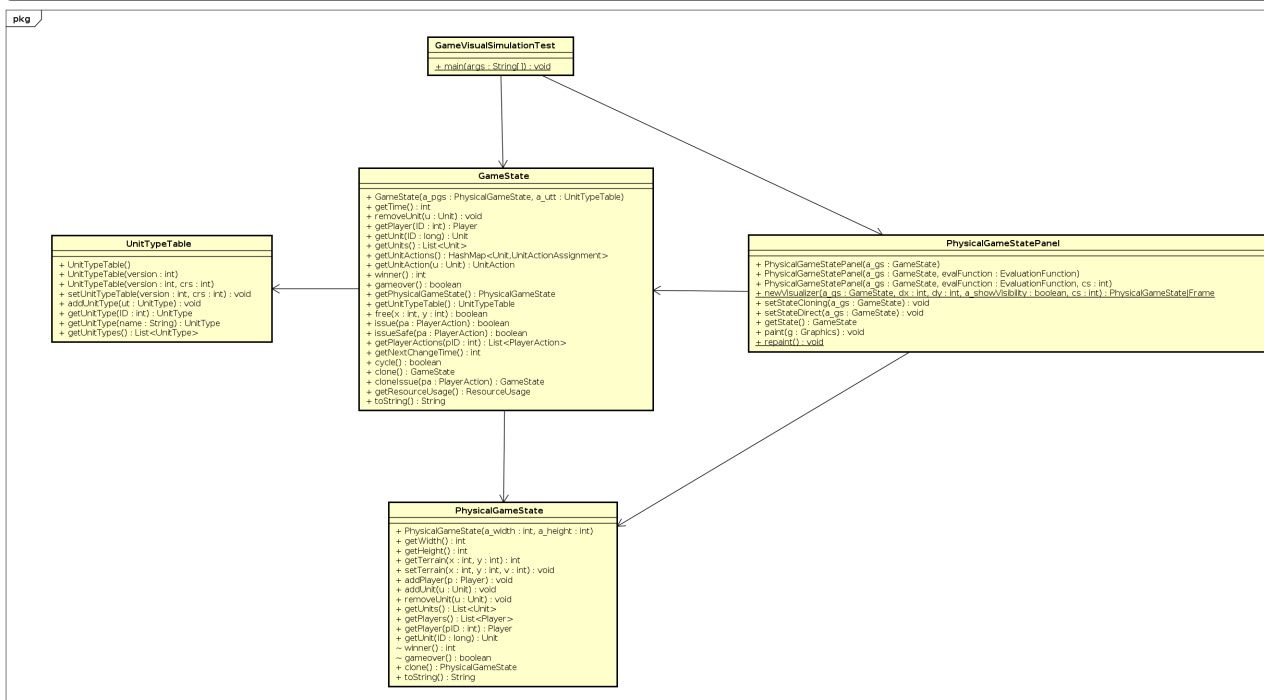 pkg
GameVisualSimulationTest
+ main(args : String[]) : void
GameState
+ GameState(a_pgs : PhysicalGameState, a_utt : UnitTypeTable)
+ getTime() : int
+ removeUnit(u : Unit) : void
+ getPlayer(ID : int) : Player
+ getUnit(ID : long) : Unit
+ getUnits() : List<Unit>
+ getUnitActions() : HashMap<Unit,UnitActionAssignment>
+ getUnitAction(u : Unit) : UnitAction
+ winner() : int
+ gameover() : boolean
+ getPhysicalGameState() : PhysicalGameState
+ getUnitTypeTable() : UnitTypeTable
+ free(x : int, y : int) : boolean
+ issue(pa : PlayerAction) : boolean
+ issueSafe(pa : PlayerAction) : boolean
+ getPlayerActions(pID : int) : List<PlayerAction>
+ getNextChangeTime() : int
+ cycle() : boolean
+ clone() : GameState
+ cloneIssue(pa : PlayerAction) : GameState
+ getResourceUsage() : ResourceUsage
+ toString() : String
UnitTypeTable
+ UnitTypeTable()
+ UnitTypeTable(version : int)
+ UnitTypeTable(version : int, crs : int)
+ setUnitTypeTable(version : int, crs : int) : void
+ addUnitType(ut : UnitType) : void
+ getUnitType(ID : int) : UnitType
+ getUnitType(name : String) : UnitType
+ getUnitTypes() : List<UnitType>
PhysicalGameStatePanel
+ PhysicalGameStatePanel(a_gs : GameState)
+ PhysicalGameStatePanel(a_gs : GameState, evalFunction : EvaluationFunction)
+ PhysicalGameStatePanel(a_gs : GameState, evalFunction : EvaluationFunction, cs : int)
+ newVisualizer(a_gs : GameState, dx : int, dy : int, a_showVisibility : boolean, cs : int) : PhysicalGameStateJFrame
+ setStateCloning(a_gs : GameState) : void
+ setStateDirect(a_gs : GameState) : void
+ getState() : GameState
+ paint(g : Graphics) : void
+ repaint() : void
PhysicalGameState
+ PhysicalGameState(a_width : int, a_height : int)
+ getWidth() : int
+ getHeight() : int
+ getTerrain(x : int, y : int) : int
+ setTerrain(x : int, y : int, v : int) : void
+ addPlayer(p : Player) : void
+ addUnit(u : Unit) : void
+ removeUnit(u : Unit) : void
+ getUnits() : List<Unit>
+ getPlayers() : List<Player>
+ getPlayer(pID : int) : Player
+ getUnit(ID : long) : Unit
~ winner() : int
~ gameover() : boolean
+ clone() : PhysicalGameState
+ toString() : String